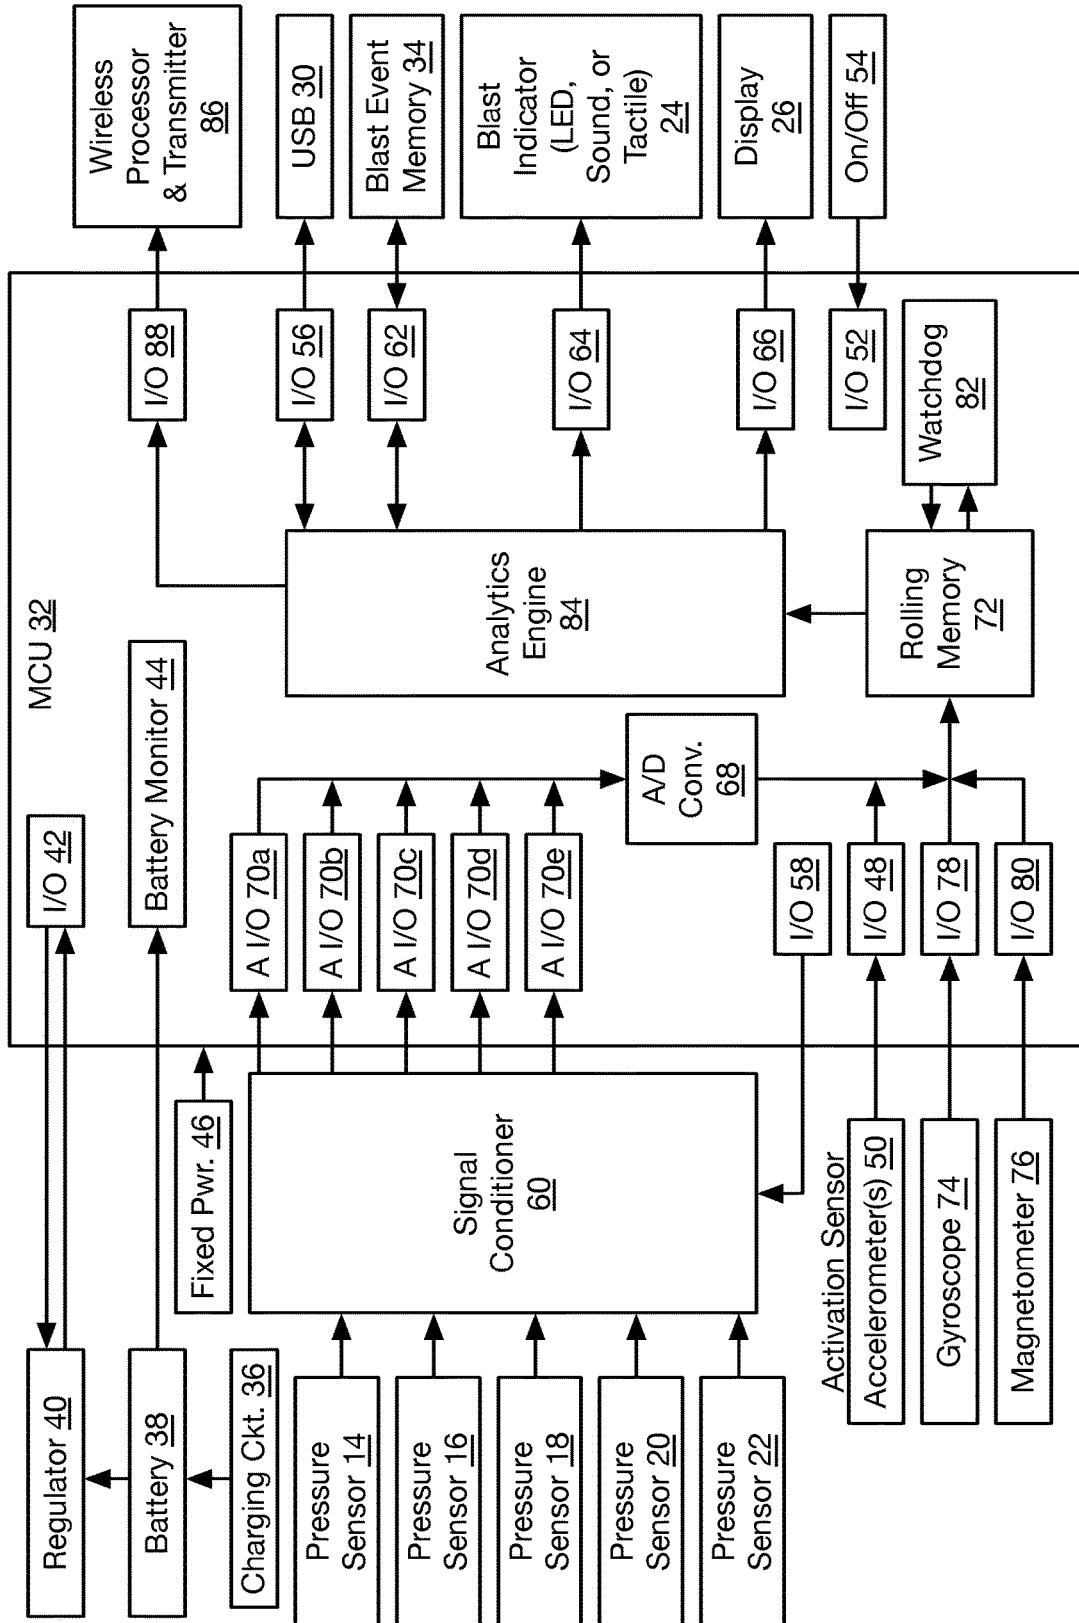 Regulator 40
Battery 38
Charging Ckt. 36
Fixed Pwr. 46
I/O 42
Battery Monitor 44
MCU 32
Pressure
Sensor 14
Pressure
Sensor 16
Pressure
Sensor 18
Pressure
Sensor 20
Pressure
Sensor 22
Signal
Conditioner
60
A I/O 70a
A I/O 70b
A I/O 70c
A I/O 70d
A I/O 70e
A/D
Conv.
68
I/O 58
Activation Sensor
Accelerometer(s) 50
Gyroscope 74
Magnetometer 76
I/O 48
I/O 78
I/O 80
Analytics
Engine
84
Rolling
Memory
72
Watchdog
82
I/O 88
I/O 56
I/O 62
I/O 64
I/O 66
I/O 52
Wireless
Processor
& Transmitter
86
USB 30
Blast Event
Memory 34
Blast
Indicator
(LED,
Sound, or
Tactile)
24
Display
26
On/Off 54